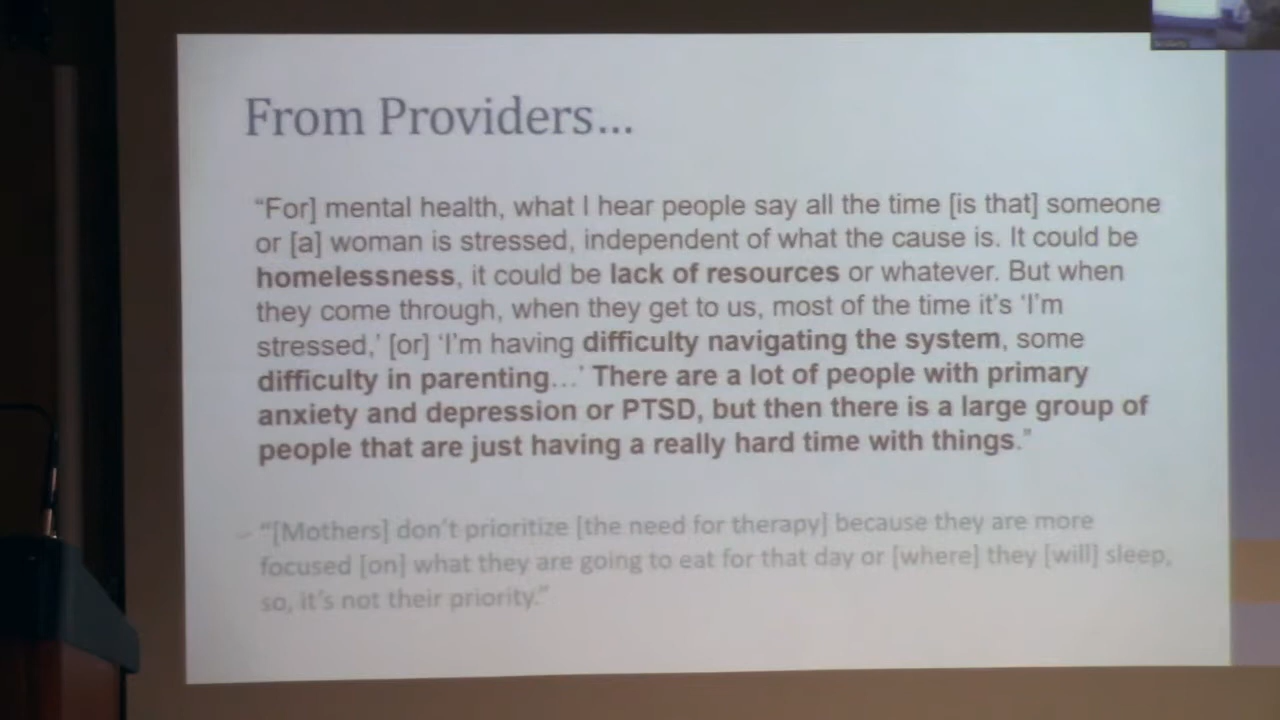 From Providers...
“For] mental health, what I hear people say all the time [is that] someone
or [a] woman is stressed, independent of what the cause is. It could be
homelessness, it could be lack of resources or whatever. But when
they come through, when they get to us, most of the time it’s ‘I’m
stressed,’ [or] ‘I’m having difficulty navigating the system, some
difficulty in parenting...’ There are a lot of people with primary
anxiety and depression or PTSD, but then there is a large group of
people that are just having a really hard time with things.”
“[Mothers] don’t prioritize [the need for therapy] because they are more
focused [on] what they are going to eat for that day or [where] they [will] sleep,
so, it’s not their priority.”